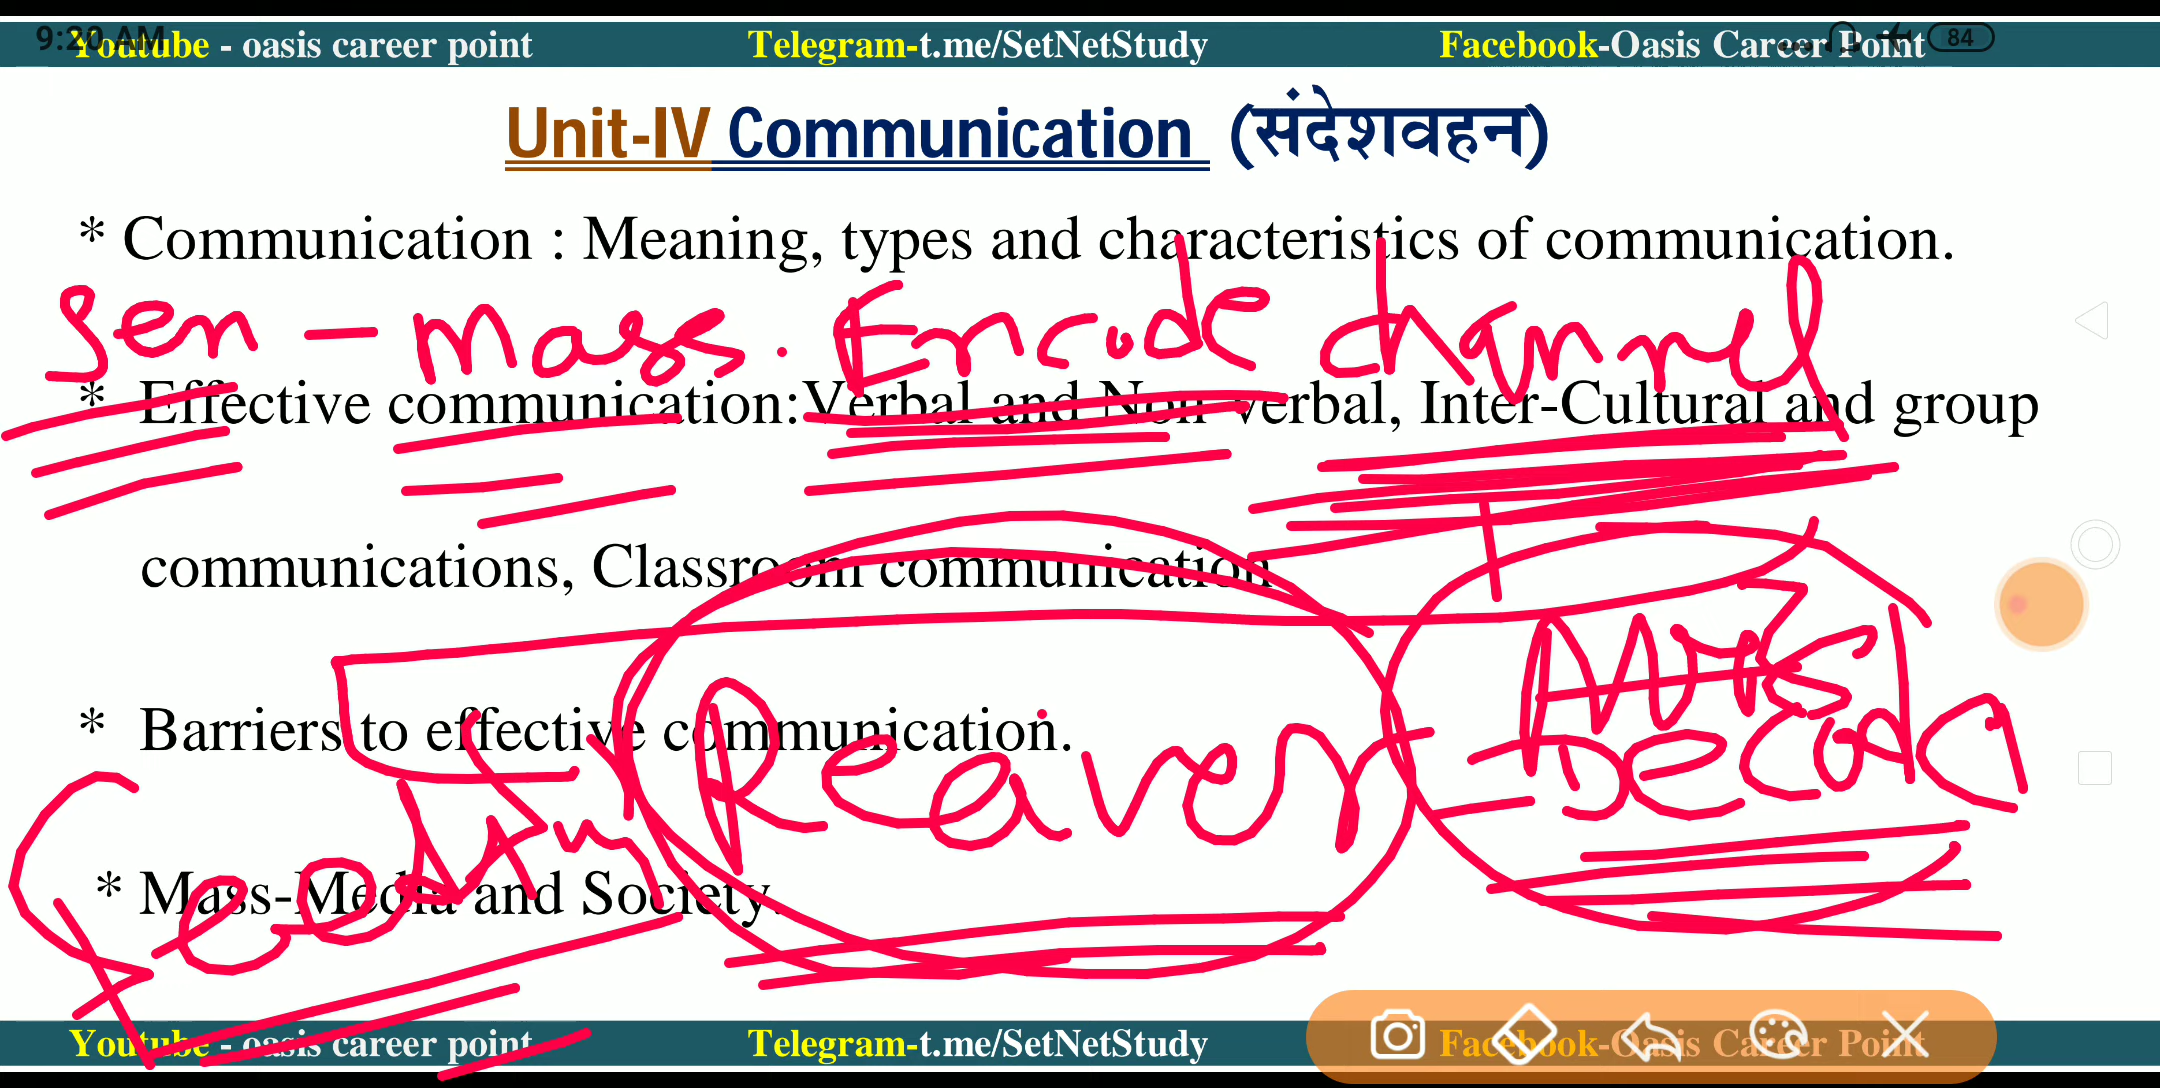 9:20 AM 84
Youtube - oasis career point Telegram-t.me/SetNetStudy Facebook-Oasis Career Point
Unit-IV Communication (संदेशवहन)
* Communication : Meaning, types and characteristics of communication.
Sen - mass. Encode channel
* Effective communication:Verbal and Non-verbal, Inter-Cultural and group
communications, Classroom communication
* Barriers to effective communication.
Decod
* Mass-Media and Society.
Youtube - oasis career point Telegram-t.me/SetNetStudy Facebook-Oasis Career Point